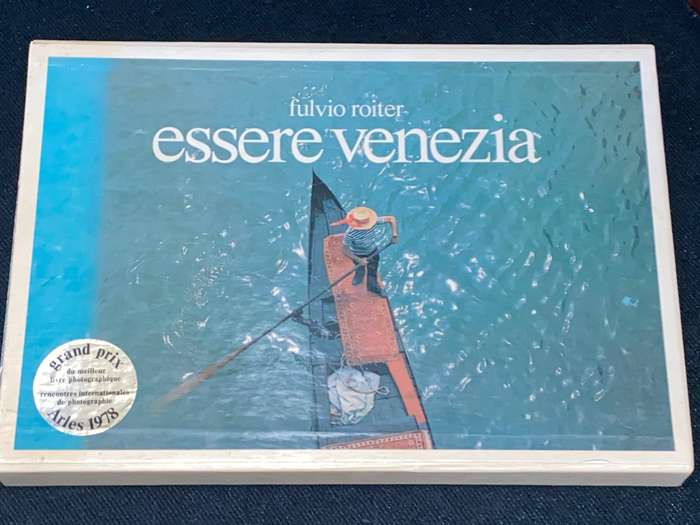 fulvio roiter
essere venezia
grand prix
du meilleur
livre photographique
rencontres internationales
de photographie
Arles 1978